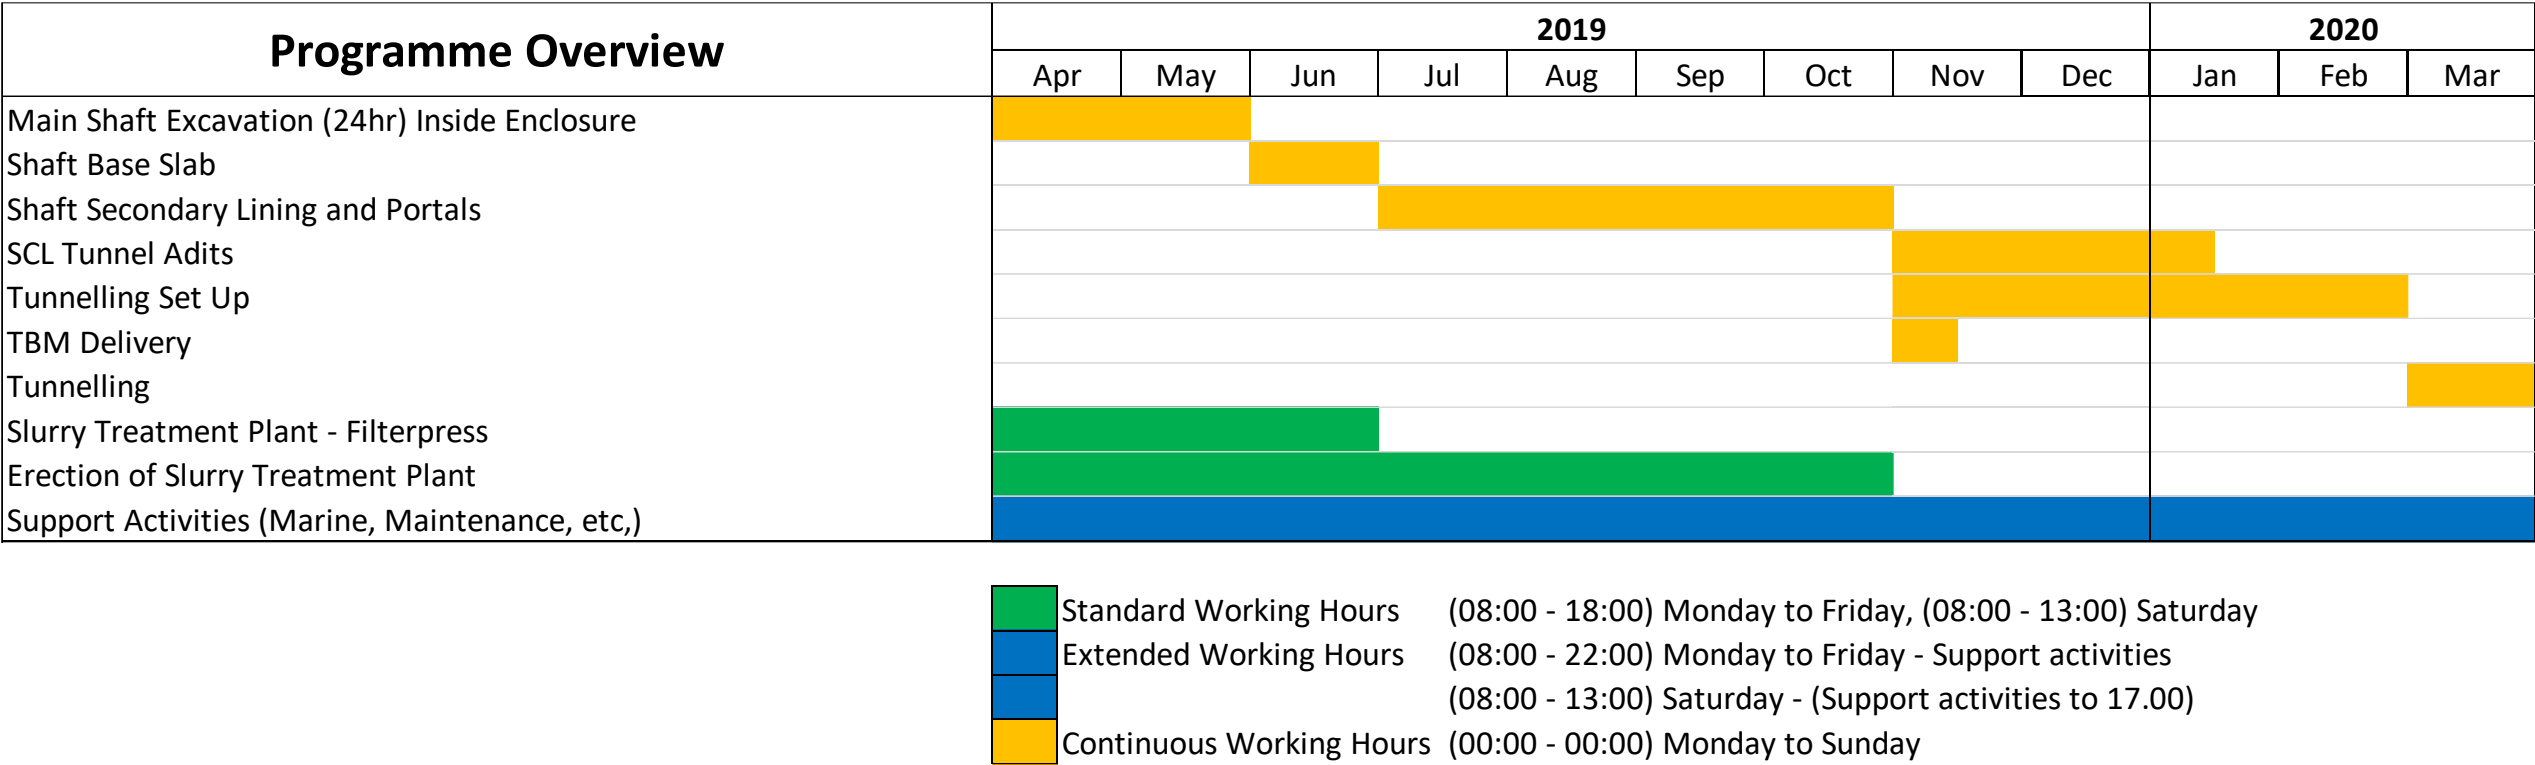 Programme Overview
2019 2020
Apr May Jun Jul Aug Sep Oct Nov Dec Jan Feb Mar
Main Shaft Excavation (24hr) Inside Enclosure
Shaft Base Slab
Shaft Secondary Lining and Portals
SCL Tunnel Adits
Tunnelling Set Up
TBM Delivery
Tunnelling
Slurry Treatment Plant - Filterpress
Erection of Slurry Treatment Plant
Support Activities (Marine, Maintenance, etc,)
Standard Working Hours (08:00 - 18:00) Monday to Friday, (08:00 - 13:00) Saturday
Extended Working Hours (08:00 - 22:00) Monday to Friday - Support activities
(08:00 - 13:00) Saturday - (Support activities to 17.00)
Continuous Working Hours (00:00 - 00:00) Monday to Sunday